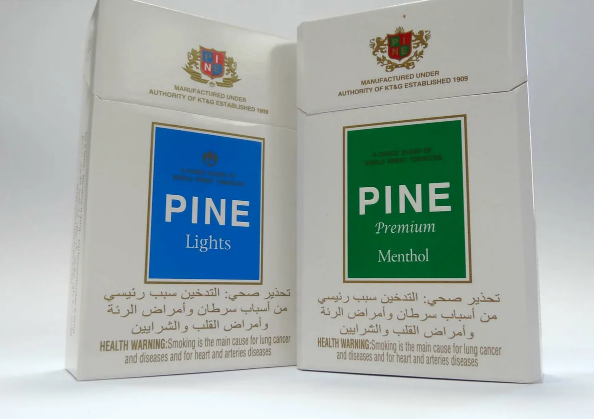 PINE
MANUFACTURED UNDER
AUTHORITY OF KT&G ESTABLISHED 1909
PINE
Lights
تحذير صحي: التدخين سبب رئيسي
من أسباب سرطان وأمراض الرئة
وأمراض القلب والشرايين
HEALTH WARNING:Smoking is the main cause for lung cancer
and diseases and for heart and arteries diseases
PINE
MANUFACTURED UNDER
AUTHORITY OF KT&G ESTABLISHED 1909
PINE
Premium
Menthol
تحذير صحي: التدخين سبب رئيسي
من أسباب سرطان وأمراض الرئة
وأمراض القلب والشرايين
HEALTH WARNING:Smoking is the main cause for lung cancer
and diseases and for heart and arteries diseases